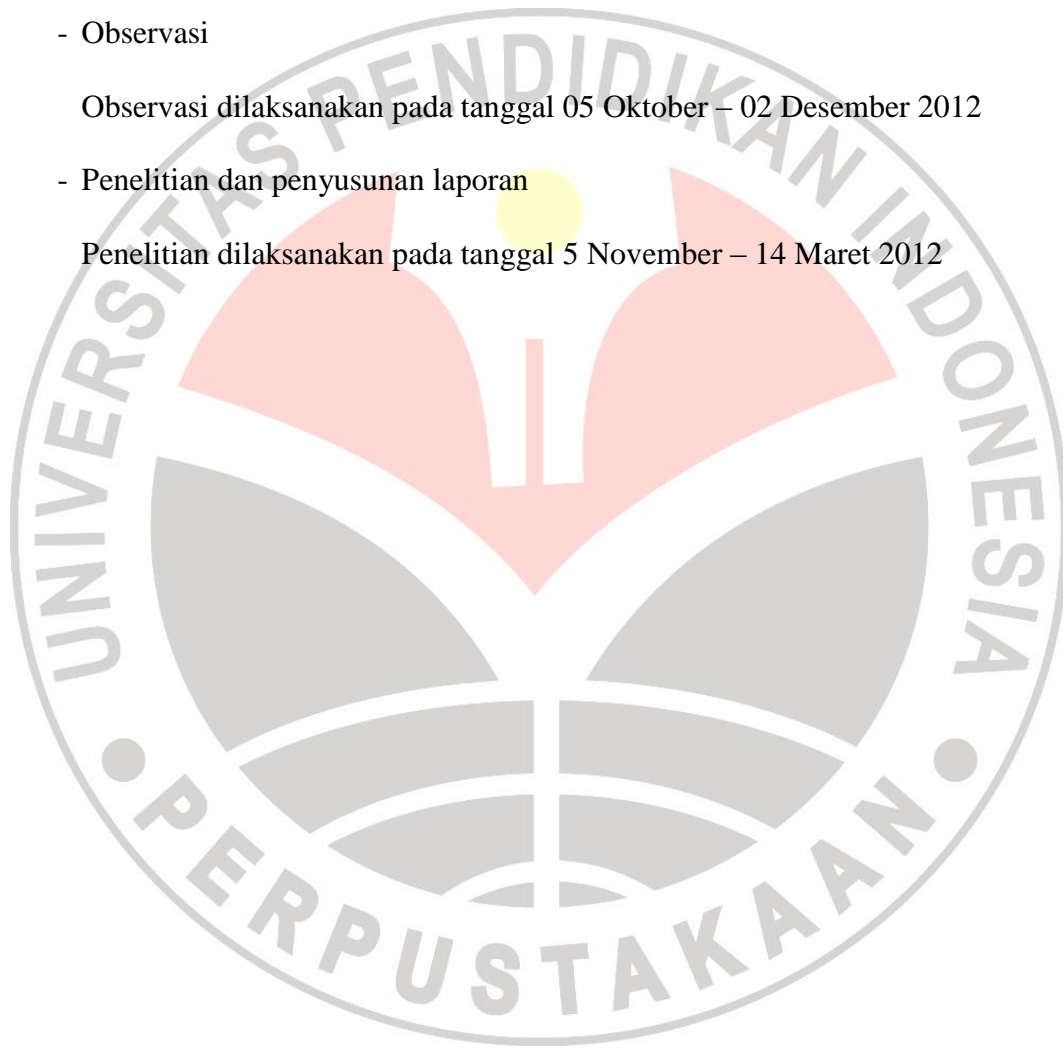 - Observasi
Observasi dilaksanakan pada tanggal 05 Oktober – 02 Desember 2012
- Penelitian dan penyusunan laporan
Penelitian dilaksanakan pada tanggal 5 November – 14 Maret 2012
UNIVERSITAS PENDIDIKAN INDONESIA
PERPUSTAKAAN